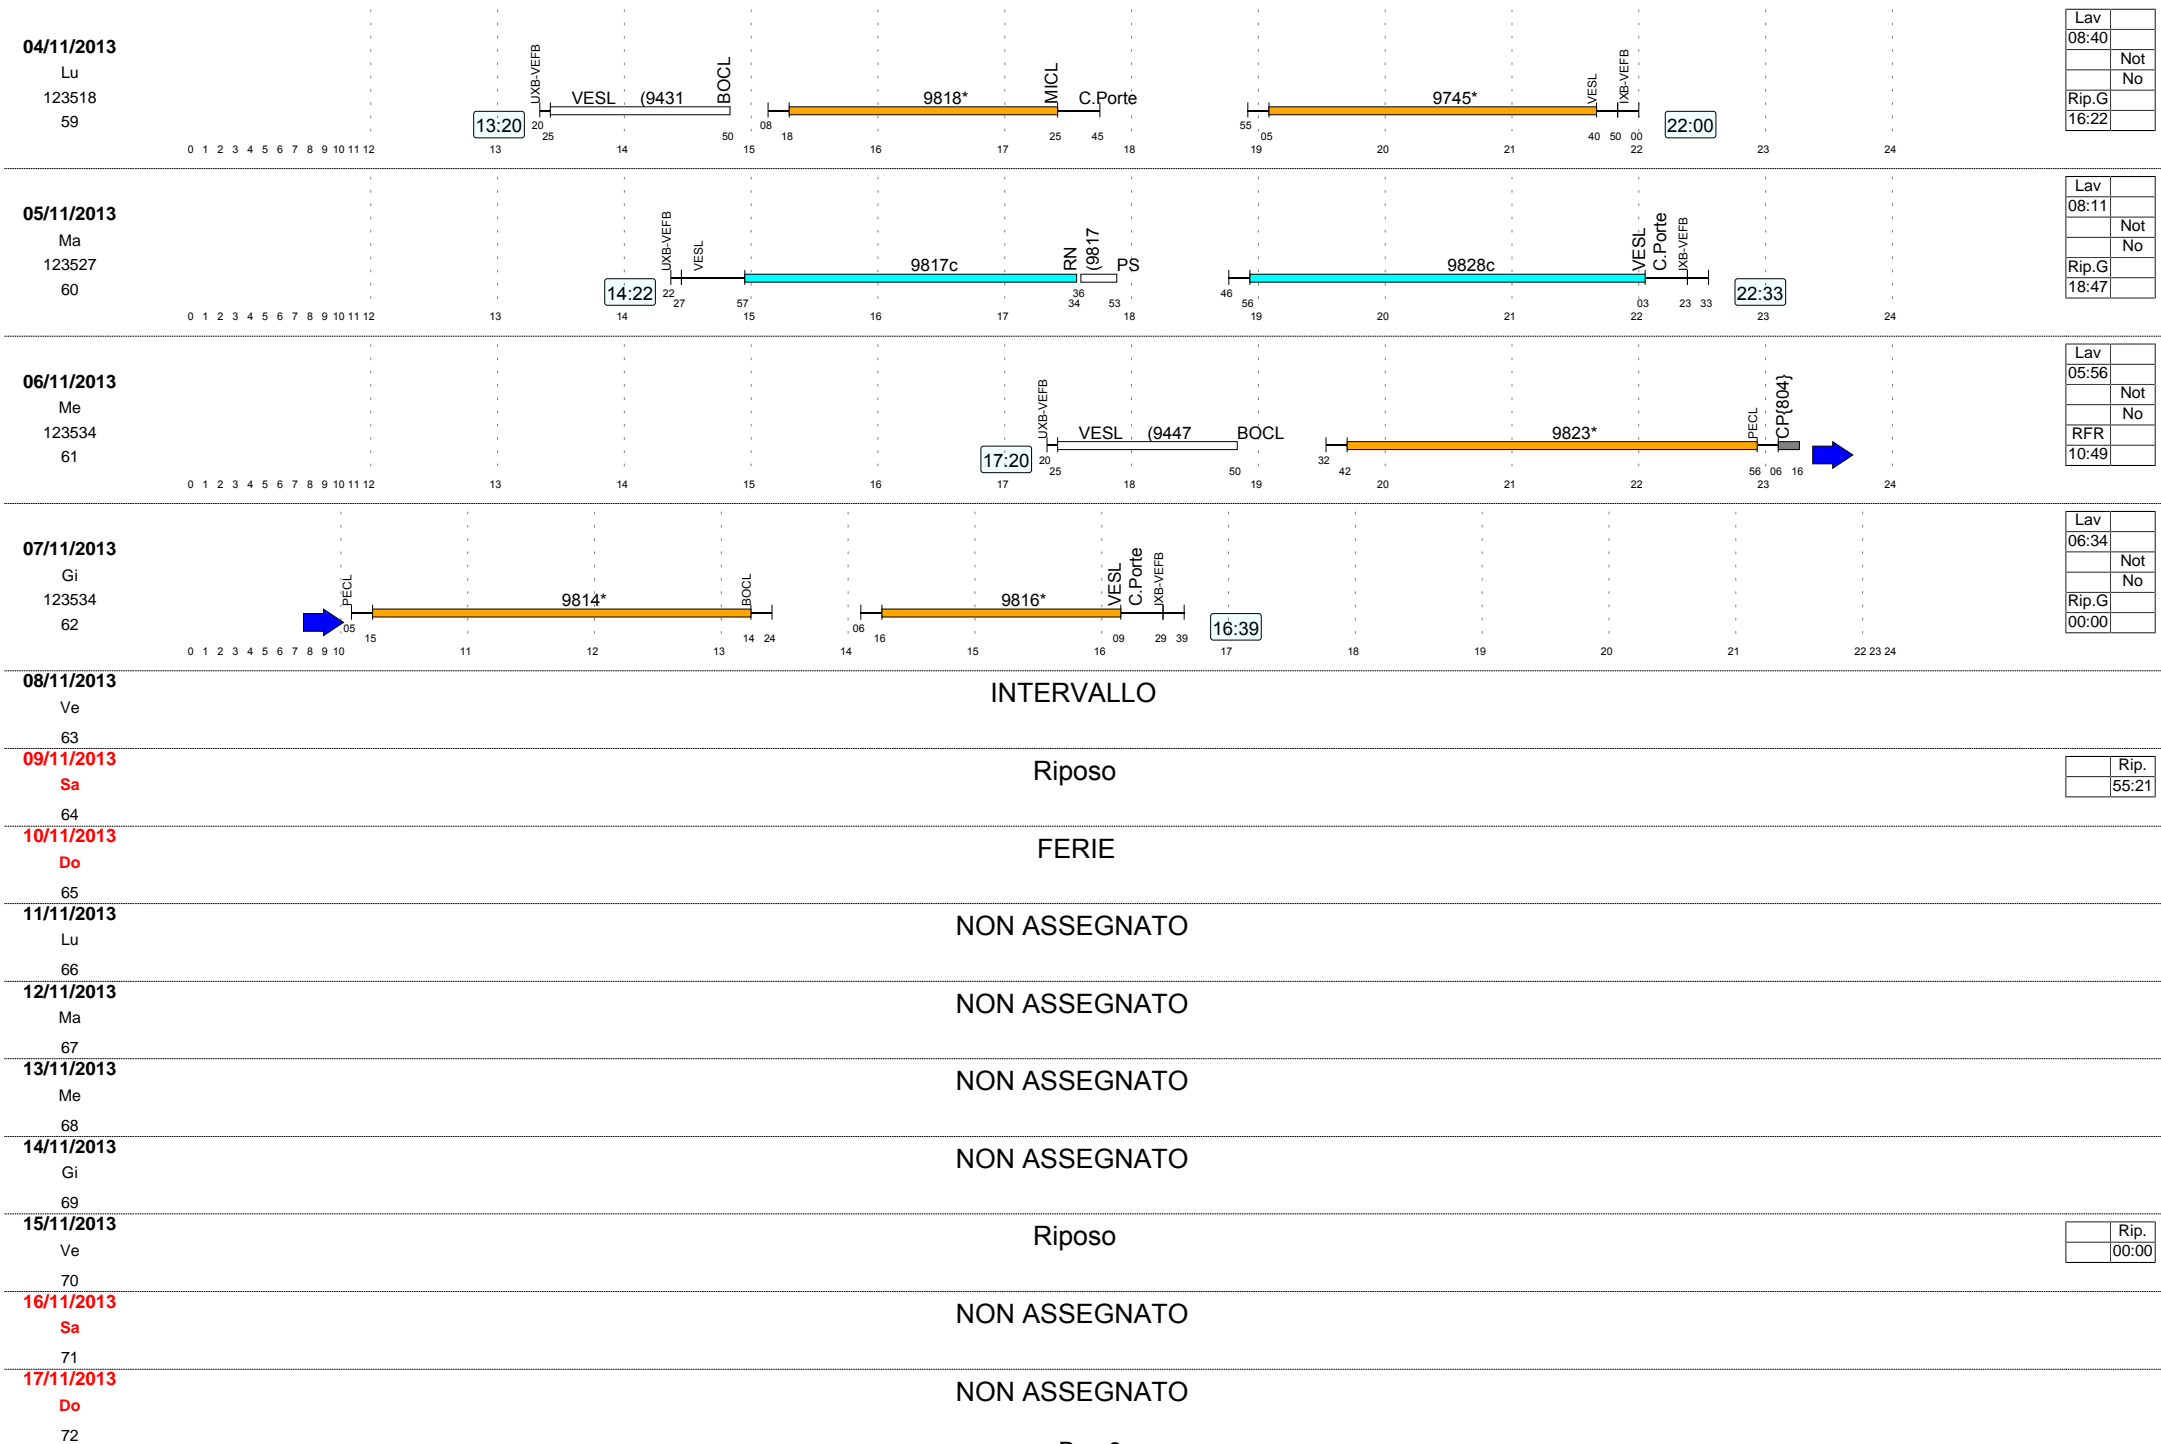 04/11/2013
Lu
123518
59
13:20
UXB-VEFB
VESL (9431 BOCL
9818* MICL C.Porte
9745* VESL IXB-VEFB
22:00
20 25 50 08 18 25 45 55 05 40 50 00
0 1 2 3 4 5 6 7 8 9 10 11 12 13 14 15 16 17 18 19 20 21 22 23 24
Lav
08:40
Not
No
Rip.G
16:22
05/11/2013
Ma
123527
60
14:22
UXB-VEFB VESL
9817c RN (9817 PS
9828c VESL C.Porte IXB-VEFB
22:33
22 27 57 34 36 53 46 56 03 23 33
0 1 2 3 4 5 6 7 8 9 10 11 12 13 14 15 16 17 18 19 20 21 22 23 24
Lav
08:11
Not
No
Rip.G
18:47
06/11/2013
Me
123534
61
17:20
UXB-VEFB
VESL (9447 BOCL
9823* PECL CP{804}
20 25 50 32 42 56 06 16
0 1 2 3 4 5 6 7 8 9 10 11 12 13 14 15 16 17 18 19 20 21 22 23 24
Lav
05:56
Not
No
RFR
10:49
07/11/2013
Gi
123534
62
PECL 9814* BOCL
9816* VESL C.Porte IXB-VEFB
16:39
05 15 14 24 06 16 09 29 39
0 1 2 3 4 5 6 7 8 9 10 11 12 13 14 15 16 17 18 19 20 21 22 23 24
Lav
06:34
Not
No
Rip.G
00:00
08/11/2013
Ve
63
INTERVALLO
09/11/2013
Sa
64
Riposo
Rip.
55:21
10/11/2013
Do
65
FERIE
11/11/2013
Lu
66
NON ASSEGNATO
12/11/2013
Ma
67
NON ASSEGNATO
13/11/2013
Me
68
NON ASSEGNATO
14/11/2013
Gi
69
NON ASSEGNATO
15/11/2013
Ve
70
Riposo
Rip.
00:00
16/11/2013
Sa
71
NON ASSEGNATO
17/11/2013
Do
72
NON ASSEGNATO